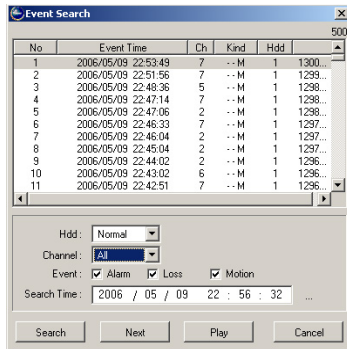 Event Search
500
No Event Time Ch Kind Hdd
1 2006/05/09 22:53:49 7 - - M 1 1300...
2 2006/05/09 22:51:56 7 - - M 1 1299...
3 2006/05/09 22:48:36 5 - - M 1 1298...
4 2006/05/09 22:47:14 7 - - M 1 1298...
5 2006/05/09 22:47:06 2 - - M 1 1298...
6 2006/05/09 22:46:33 7 - - M 1 1297...
7 2006/05/09 22:46:04 2 - - M 1 1297...
8 2006/05/09 22:45:04 2 - - M 1 1297...
9 2006/05/09 22:44:02 2 - - M 1 1296...
10 2006/05/09 22:43:02 6 - - M 1 1296...
11 2006/05/09 22:42:51 7 - - M 1 1296...
Hdd : Normal
Channel : All
Event : Alarm Loss Motion
Search Time : 2006 / 05 / 09 22 : 56 : 32 ...
Search Next Play Cancel